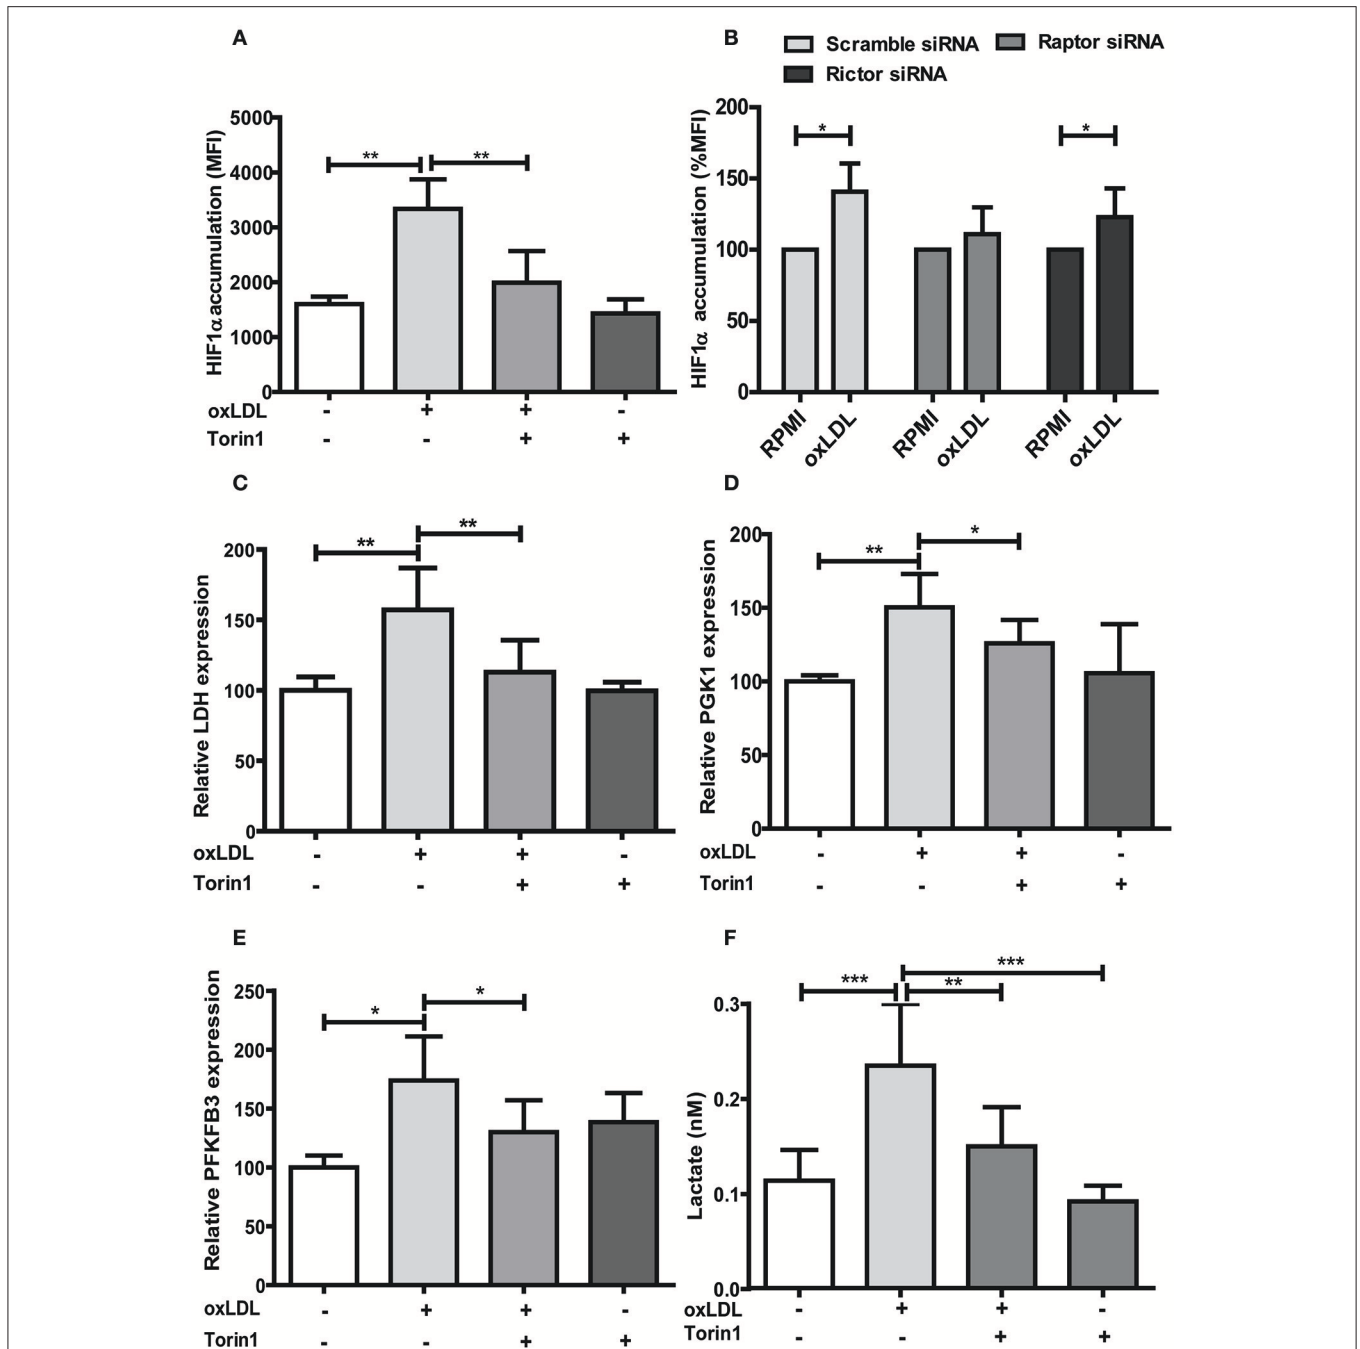 A
HIF1α accumulation (MFI)
5000
4000
3000
2000
1000
0
** **
oxLDL - + + -
Torin1 - - + +
B
Scramble siRNA Raptor siRNA
Rictor siRNA
HIF1α accumulation (%MFI)
200
150
100
50
0
* *
RPMI oxLDL RPMI oxLDL RPMI oxLDL
C
Relative LDH expression
200
150
100
50
0
** **
oxLDL - + + -
Torin1 - - + +
D
Relative PGK1 expression
200
150
100
50
0
** *
oxLDL - + + -
Torin1 - - + +
E
Relative PFKFB3 expression
250
200
150
100
50
0
* *
oxLDL - + + -
Torin1 - - + +
F
Lactate (nM)
0.3
0.2
0.1
0.0
***
*** **
oxLDL - + + -
Torin1 - - + +